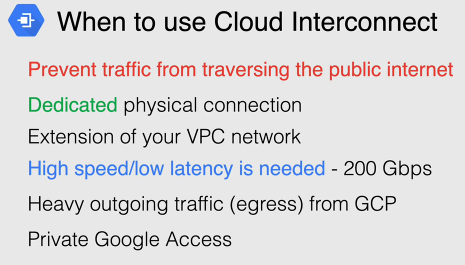 When to use Cloud Interconnect
Prevent traffic from traversing the public internet
Dedicated physical connection
Extension of your VPC network
High speed/low latency is needed - 200 Gbps
Heavy outgoing traffic (egress) from GCP
Private Google Access